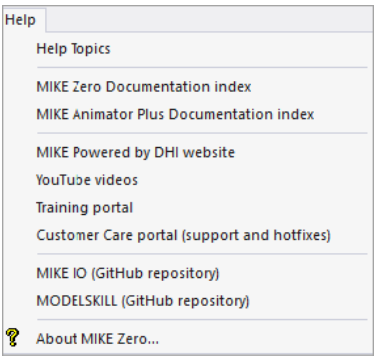 Help
Help Topics
MIKE Zero Documentation index
MIKE Animator Plus Documentation index
MIKE Powered by DHI website
YouTube videos
Training portal
Customer Care portal (support and hotfixes)
MIKE IO (GitHub repository)
MODELSKILL (GitHub repository)
About MIKE Zero...